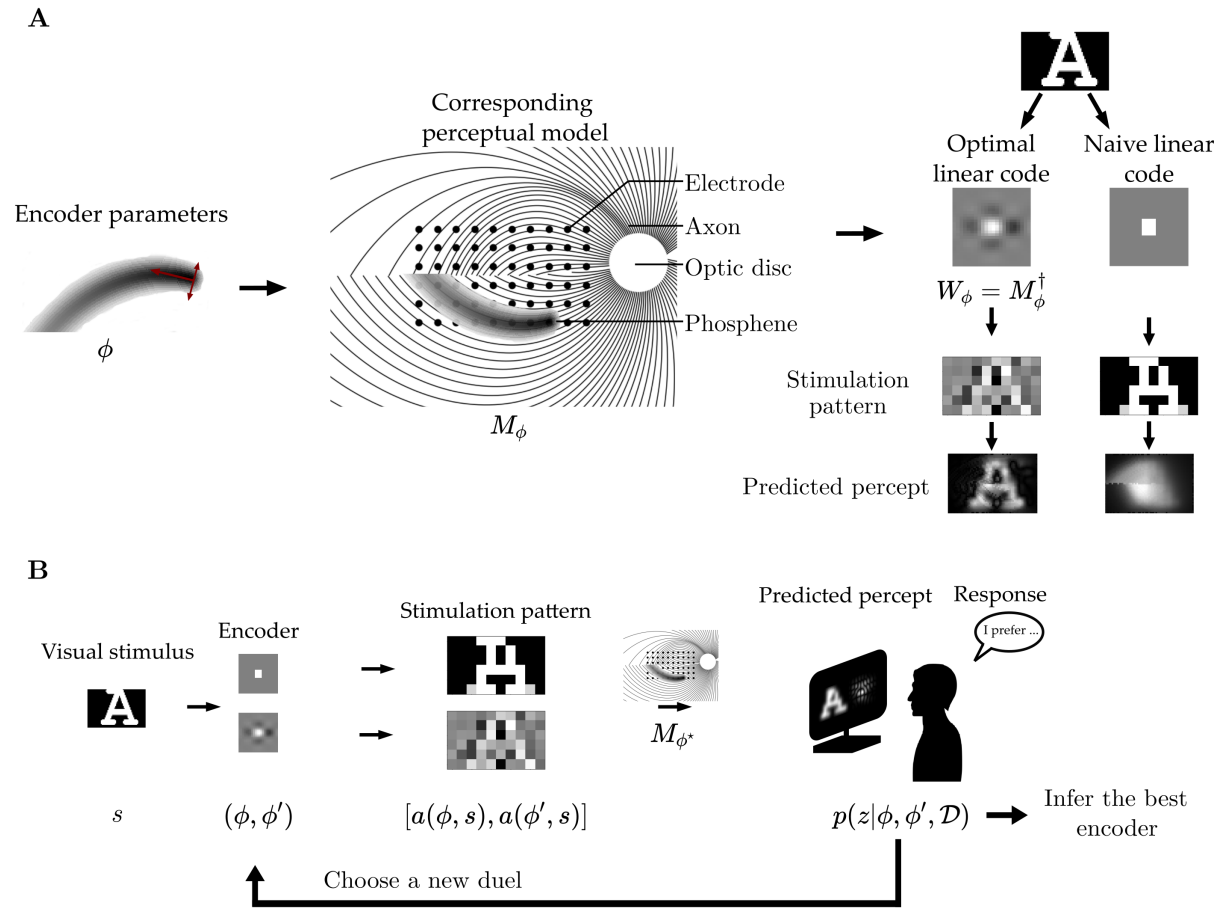 A
Encoder parameters
ϕ
Corresponding
perceptual model
Electrode
Axon
Optic disc
Phosphene
M_ϕ
A
Optimal
linear code
Naive linear
code
W_ϕ = M_ϕ^†
Stimulation
pattern
Predicted percept
B
Visual stimulus
A
s
Encoder
(ϕ, ϕ′)
Stimulation pattern
[a(ϕ, s), a(ϕ′, s)]
M_ϕ⋆
Predicted percept
A
Response
I prefer ...
p(z|ϕ, ϕ′, 𝒟)
Infer the best
encoder
Choose a new duel